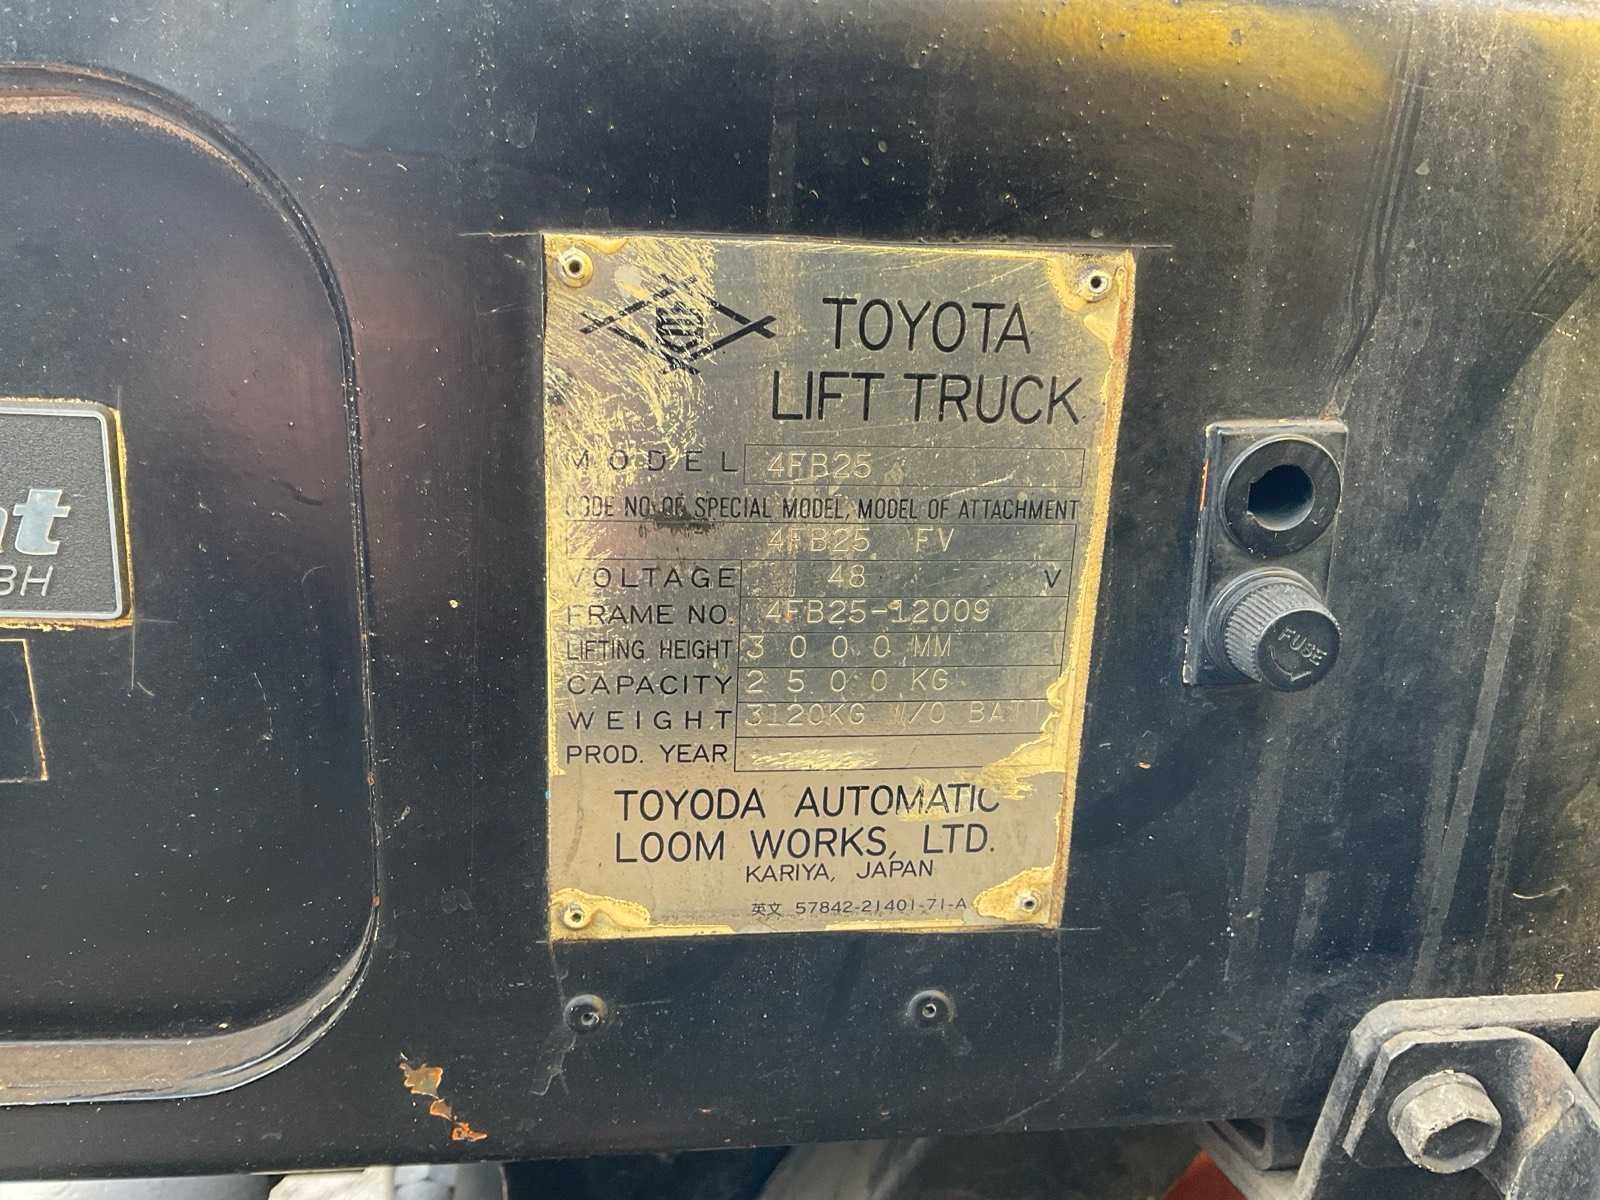 TOYOTA
LIFT TRUCK
MODEL 4FB25
CODE NO. OF SPECIAL MODEL, MODEL OF ATTACHMENT
4FB25 FV
VOLTAGE 48 V
FRAME NO. 4FB25-12009
LIFTING HEIGHT 3000 MM
CAPACITY 2500 KG
WEIGHT 3120KG W/O BATT
PROD. YEAR
TOYODA AUTOMATIC
LOOM WORKS, LTD.
KARIYA, JAPAN
英文 57842-21401-71-A
FUSE